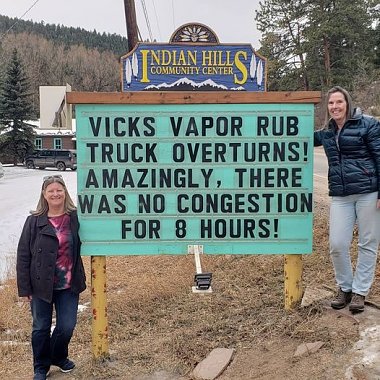 INDIAN HILLS
COMMUNITY CENTER
VICKS VAPOR RUB
TRUCK OVERTURNS!
AMAZINGLY, THERE
WAS NO CONGESTION
FOR 8 HOURS!